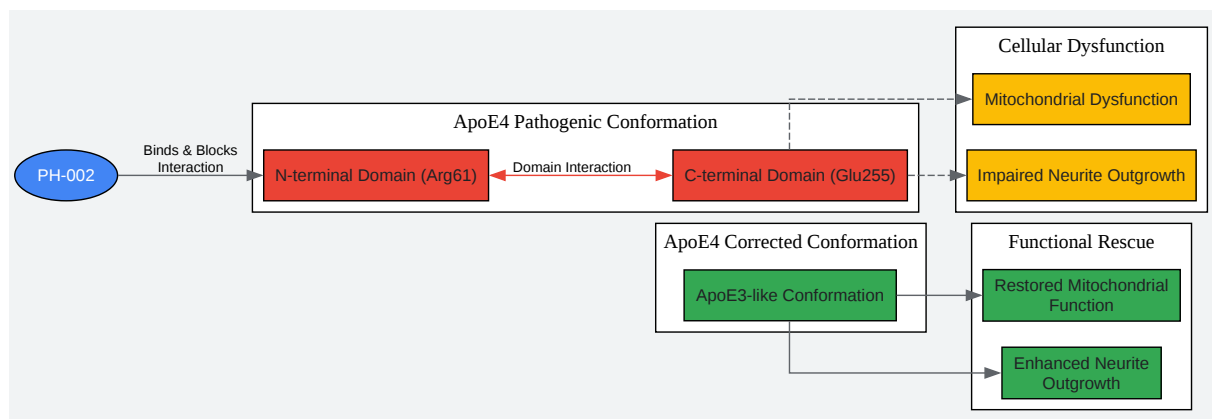 Cellular Dysfunction
Mitochondrial Dysfunction
ApoE4 Pathogenic Conformation
Binds & Blocks
Interaction
PH-002
N-terminal Domain (Arg61)
Domain Interaction
C-terminal Domain (Glu255)
Impaired Neurite Outgrowth
ApoE4 Corrected Conformation
ApoE3-like Conformation
Functional Rescue
Restored Mitochondrial
Function
Enhanced Neurite
Outgrowth